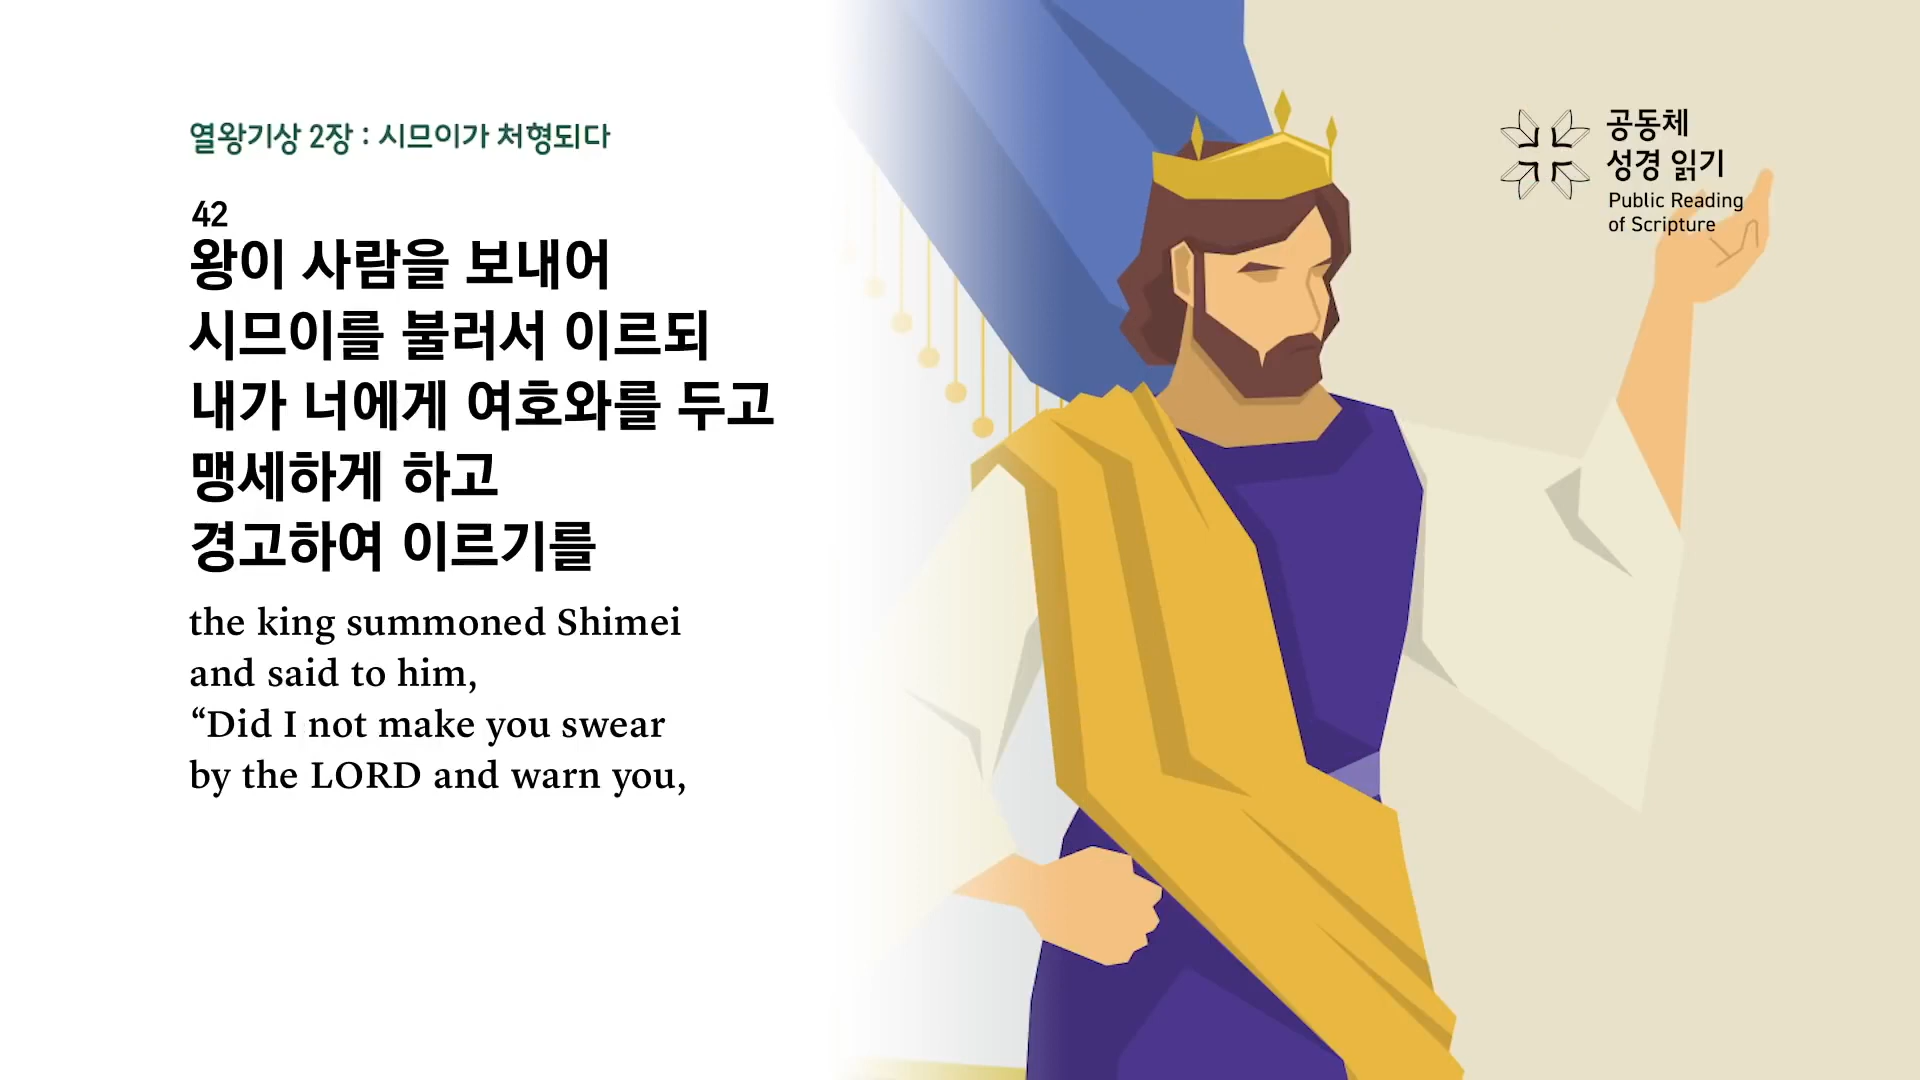 열왕기상 2장 : 시므이가 처형되다
42
왕이 사람을 보내어
시므이를 불러서 이르되
내가 너에게 여호와를 두고
맹세하게 하고
경고하여 이르기를
the king summoned Shimei
and said to him,
“Did I not make you swear
by the LORD and warn you,
공동체
성경 읽기
Public Reading
of Scripture